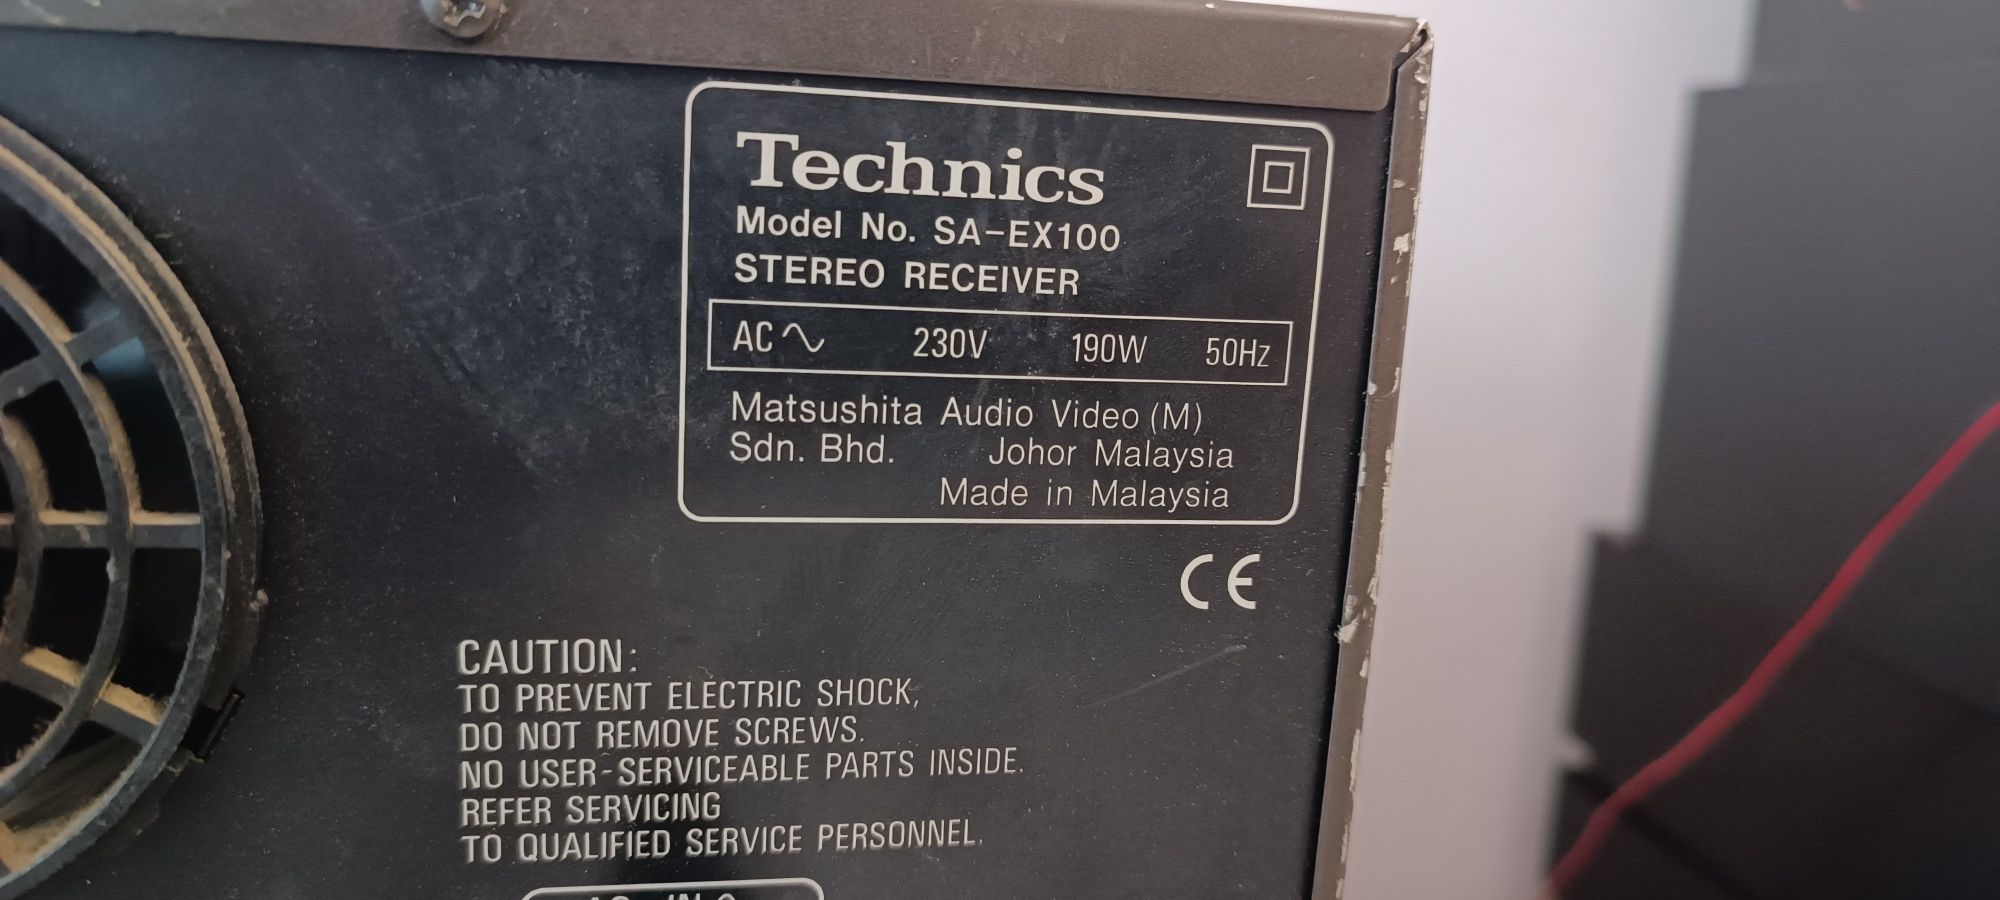 Technics
Model No. SA-EX100
STEREO RECEIVER
AC 230V 190W 50Hz
Matsushita Audio Video (M)
Sdn. Bhd. Johor Malaysia
Made in Malaysia
CE
CAUTION:
TO PREVENT ELECTRIC SHOCK,
DO NOT REMOVE SCREWS.
NO USER-SERVICEABLE PARTS INSIDE.
REFER SERVICING
TO QUALIFIED SERVICE PERSONNEL.